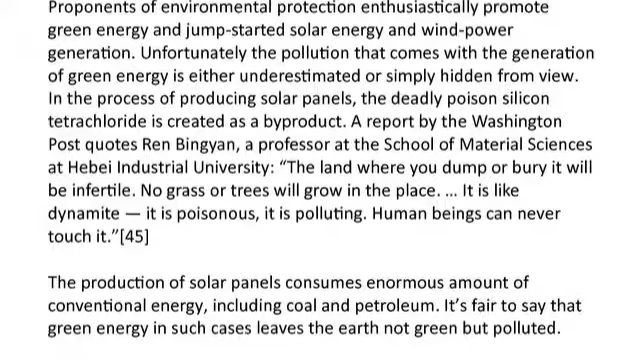 Proponents of environmental protection enthusiastically promote
green energy and jump-started solar energy and wind-power
generation. Unfortunately the pollution that comes with the generation
of green energy is either underestimated or simply hidden from view.
In the process of producing solar panels, the deadly poison silicon
tetrachloride is created as a byproduct. A report by the Washington
Post quotes Ren Bingyan, a professor at the School of Material Sciences
at Hebei Industrial University: “The land where you dump or bury it will
be infertile. No grass or trees will grow in the place. ... It is like
dynamite — it is poisonous, it is polluting. Human beings can never
touch it.”[45]
The production of solar panels consumes enormous amount of
conventional energy, including coal and petroleum. It’s fair to say that
green energy in such cases leaves the earth not green but polluted.